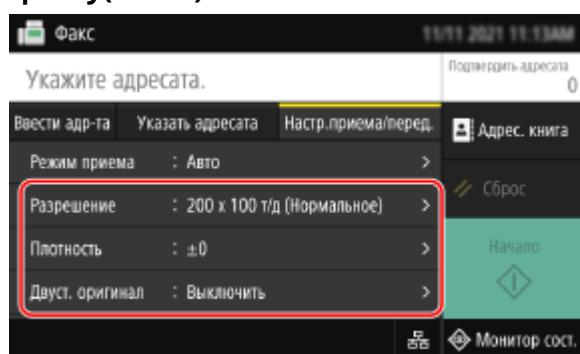 Факс 11/11 2021 11:13AM
Укажите адресата.
Подтвердить адресата
0
Ввести адр-та Указать адресата Настр.приема/перед.
Адрес. книга
Режим приема : Авто >
Разрешение : 200 x 100 т/д (Нормальное) >
Сброс
Плотность : ±0 >
Начало
Двуст. оригинал : Выключить >
Монитор сост.